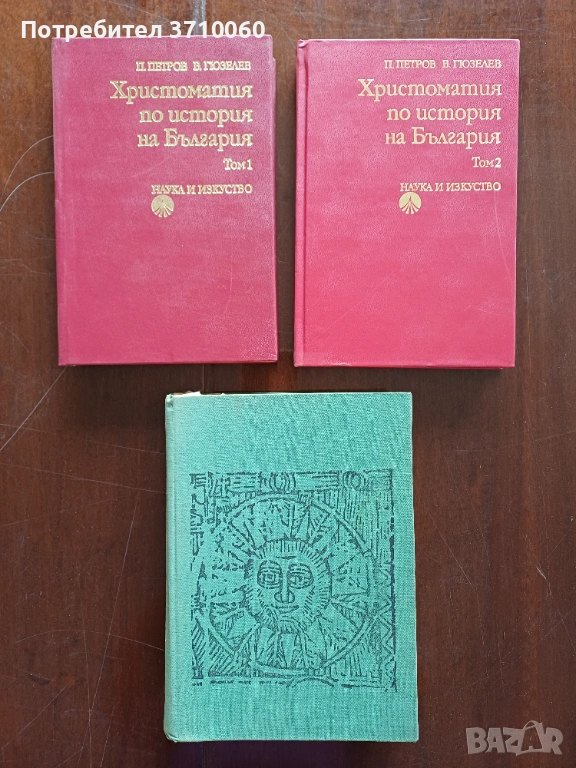 Потребител 3710060
П. ПЕТРОВ В. ГЮЗЕЛЕВ
Христоматия
по история
на България
Том 1
НАУКА И ИЗКУСТВО
П. ПЕТРОВ В. ГЮЗЕЛЕВ
Христоматия
по история
на България
Том 2
НАУКА И ИЗКУСТВО
BAZAR